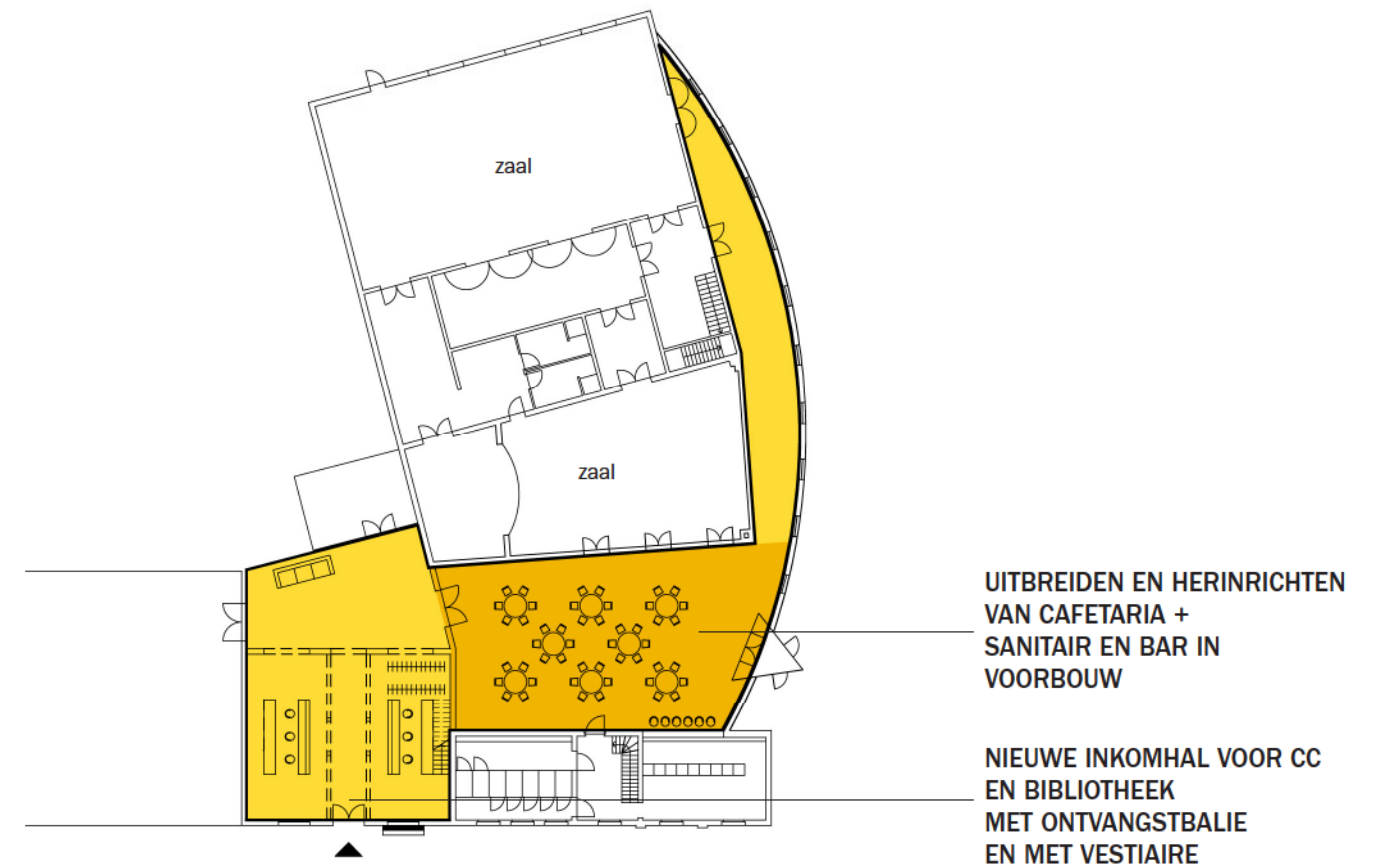 zaal
zaal
UITBREIDEN EN HERINRICHTEN
VAN CAFETARIA +
SANITAIR EN BAR IN
VOORBOUW
NIEUWE INKOMHAL VOOR CC
EN BIBLIOTHEEK
MET ONTVANGSTBALIE
EN MET VESTIAIRE